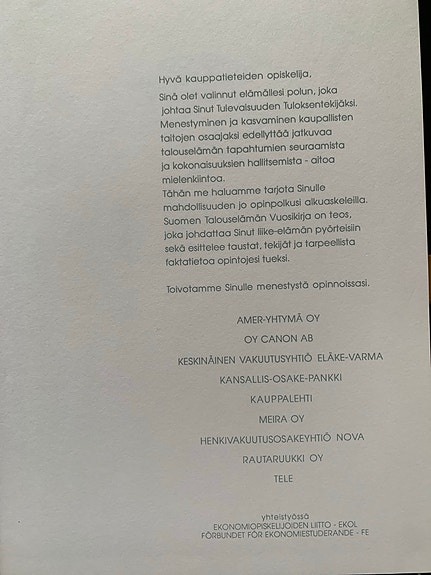 Hyvä kauppatieteiden opiskelija,
Sinä olet valinnut elämällesi polun, joka
johtaa Sinut Tulevaisuuden Tuloksentekijäksi.
Menestyminen ja kasvaminen kaupallisten
taitojen osaajaksi edellyttää jatkuvaa
talouselämän tapahtumien seuraamista
ja kokonaisuuksien hallitsemista - aitoa
mielenkiintoa.
Tähän me haluamme tarjota Sinulle
mahdollisuuden jo opinpolkusi alkuaskeleilla.
Suomen Talouselämän Vuosikirja on teos,
joka johdattaa Sinut liike-elämän pyörteisiin
sekä esittelee taustat, tekijät ja tarpeellista
faktatietoa opintojesi tueksi.
Toivotamme Sinulle menestystä opinnoissasi.
AMER-YHTYMÄ OY
OY CANON AB
KESKINÄINEN VAKUUTUSYHTIÖ ELÄKE-VARMA
KANSALLIS-OSAKE-PANKKI
KAUPPALEHTI
MEIRA OY
HENKIVAKUUTUSOSAKEYHTIÖ NOVA
RAUTARUUKKI OY
TELE
yhteistyössä
EKONOMIOPISKELIJOIDEN LIITTO - EKOL
FÖRBUNDET FÖR EKONOMIESTUDERANDE - FE